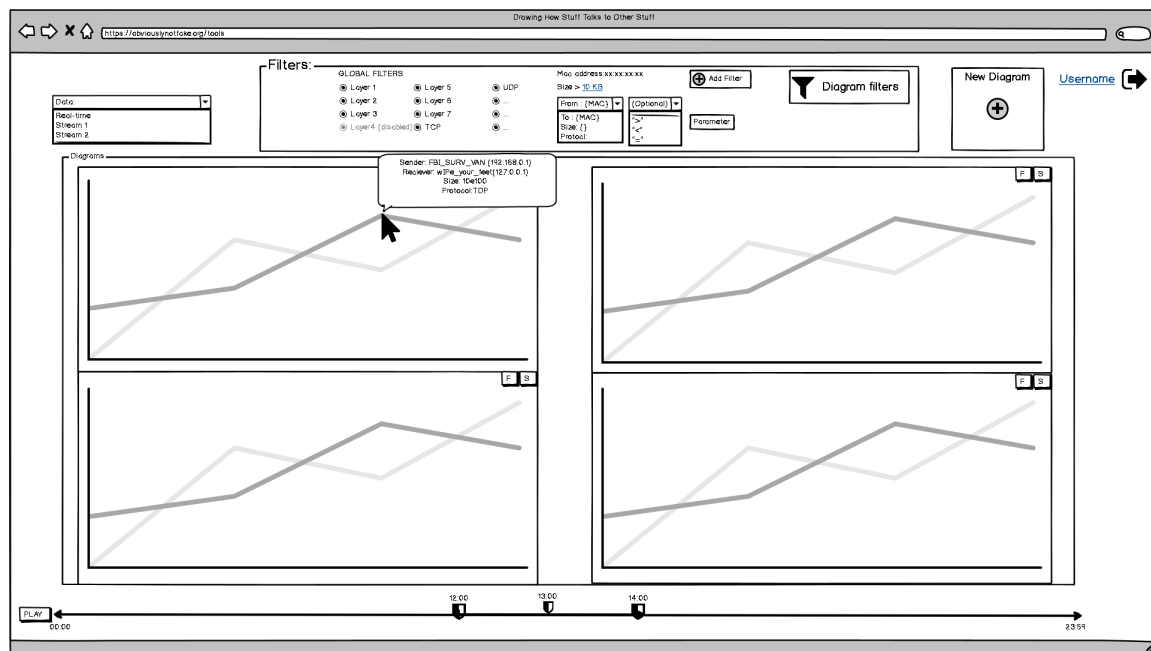 Drawing How Stuff Talks to Other Stuff
https://obviouslynotfake.org/tools
Filters:
GLOBAL FILTERS
Layer 1
Layer 5
UDP
Layer 2
Layer 6
...
Layer 3
Layer 7
...
Layer4 (disabled)
TCP
...
Mac address:xx:xx:xx:xx
Size > 10 KB
Add Filter
From : {MAC}
(Optional)
To : {MAC}
">"
Size: {}
"<"
Protool:
"="
Parameter
Diagram filters
New Diagram
Username
Data:
Real-time
Stream 1
Stream 2
Diagrams
Sender: FBI_SURV_VAN (192.168.0.1)
Reciever: wIPe_your_feet(127.0.0.1)
Size: 10e100
Protocol:TDP
F S
F S
F S
12:00
13:00
14:00
PLAY
00:00
23:59